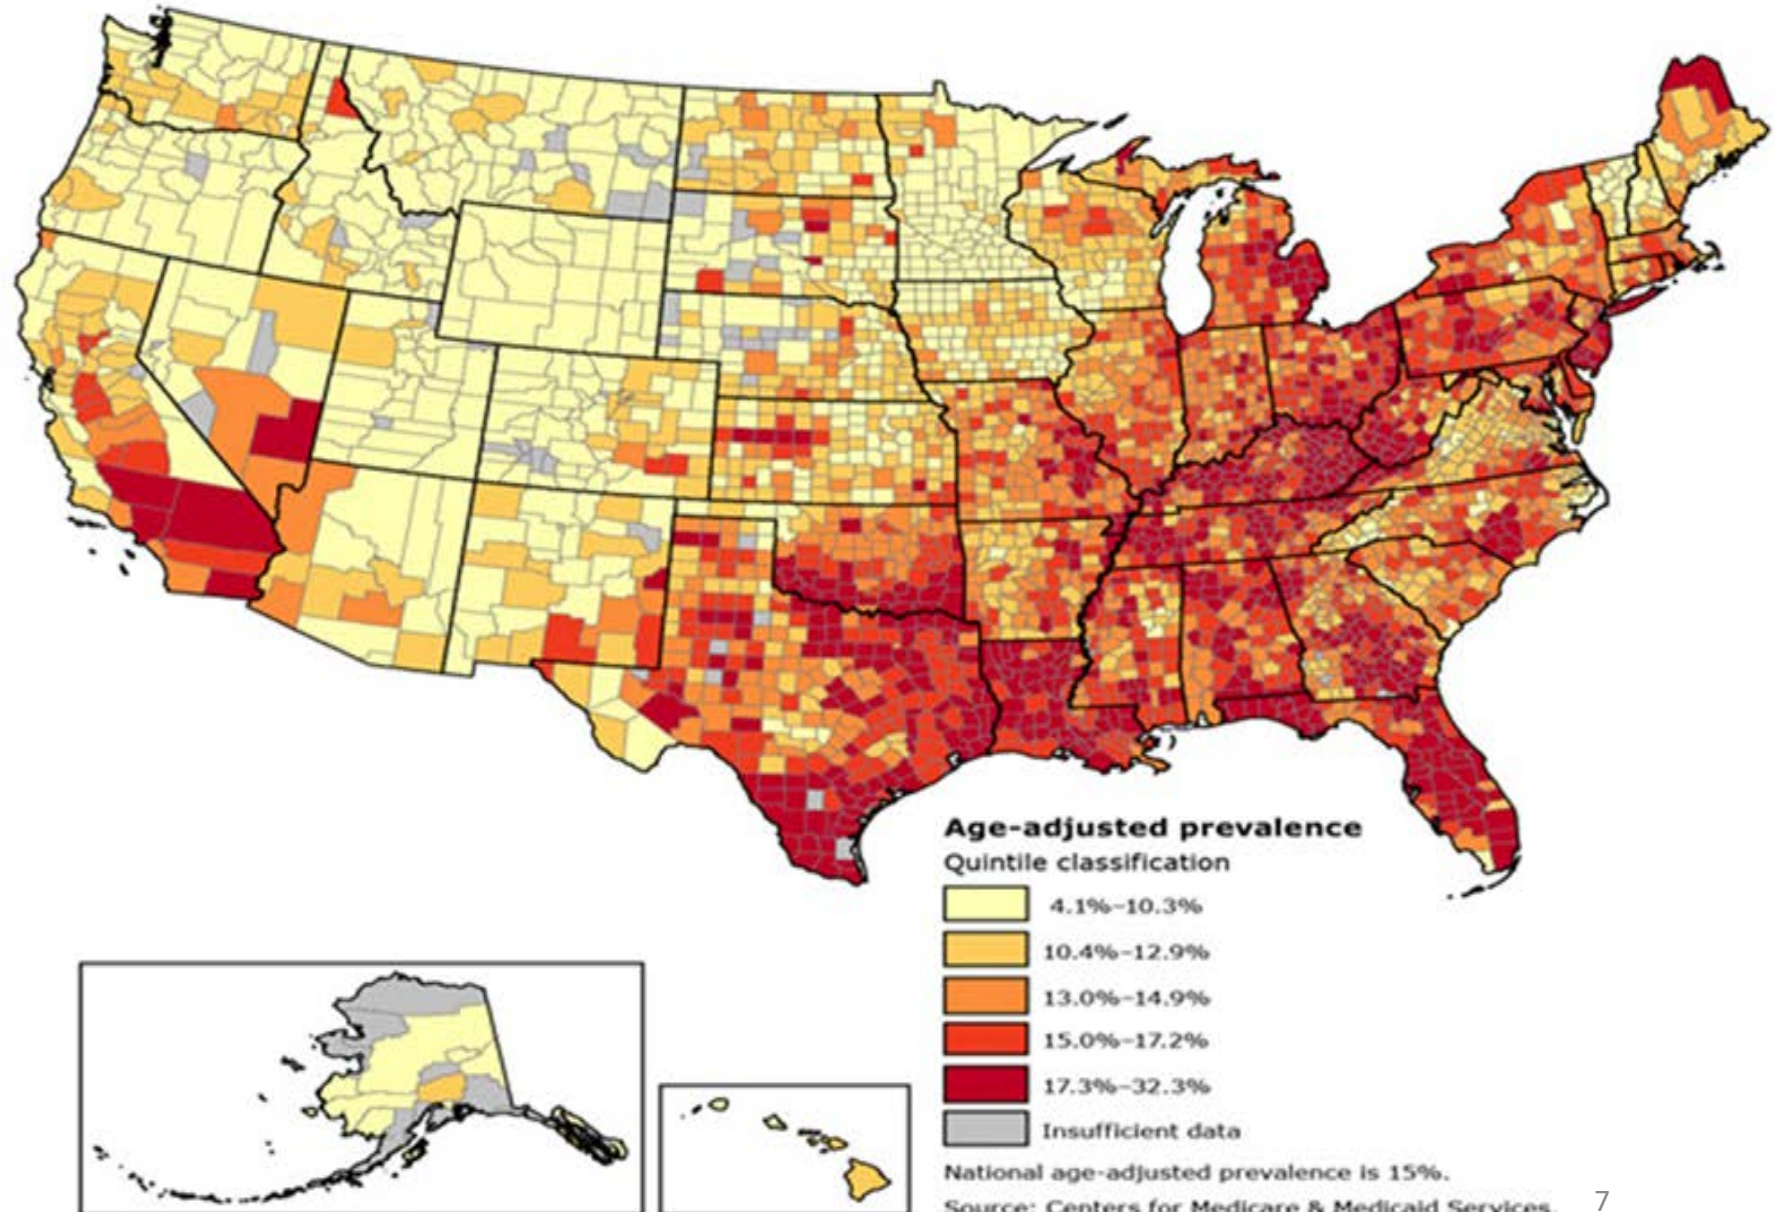 Age-adjusted prevalence
Quintile classification
4.1%–10.3%
10.4%–12.9%
13.0%–14.9%
15.0%–17.2%
17.3%–32.3%
Insufficient data
National age-adjusted prevalence is 15%.
Source: Centers for Medicare & Medicaid Services.
7